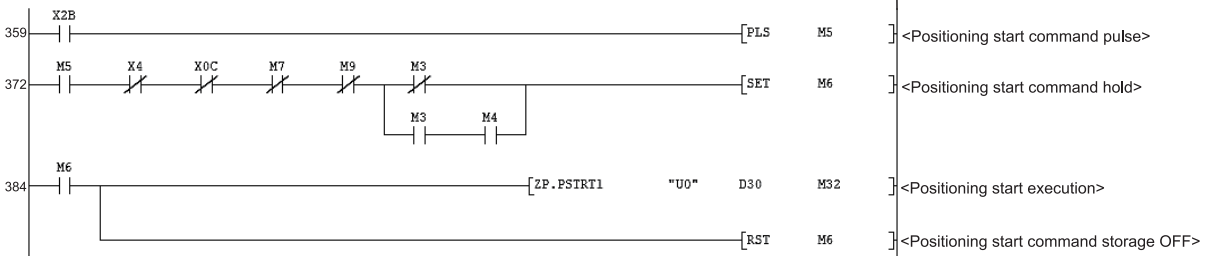 X2B
359 [PLS M5 ] <Positioning start command pulse>
M5 X4 X0C M7 M9 M3
372 [SET M6 ] <Positioning start command hold>
M3 M4
M6
384 [ZP.PSTRT1 "U0" D30 M32 ] <Positioning start execution>
[RST M6 ] <Positioning start command storage OFF>